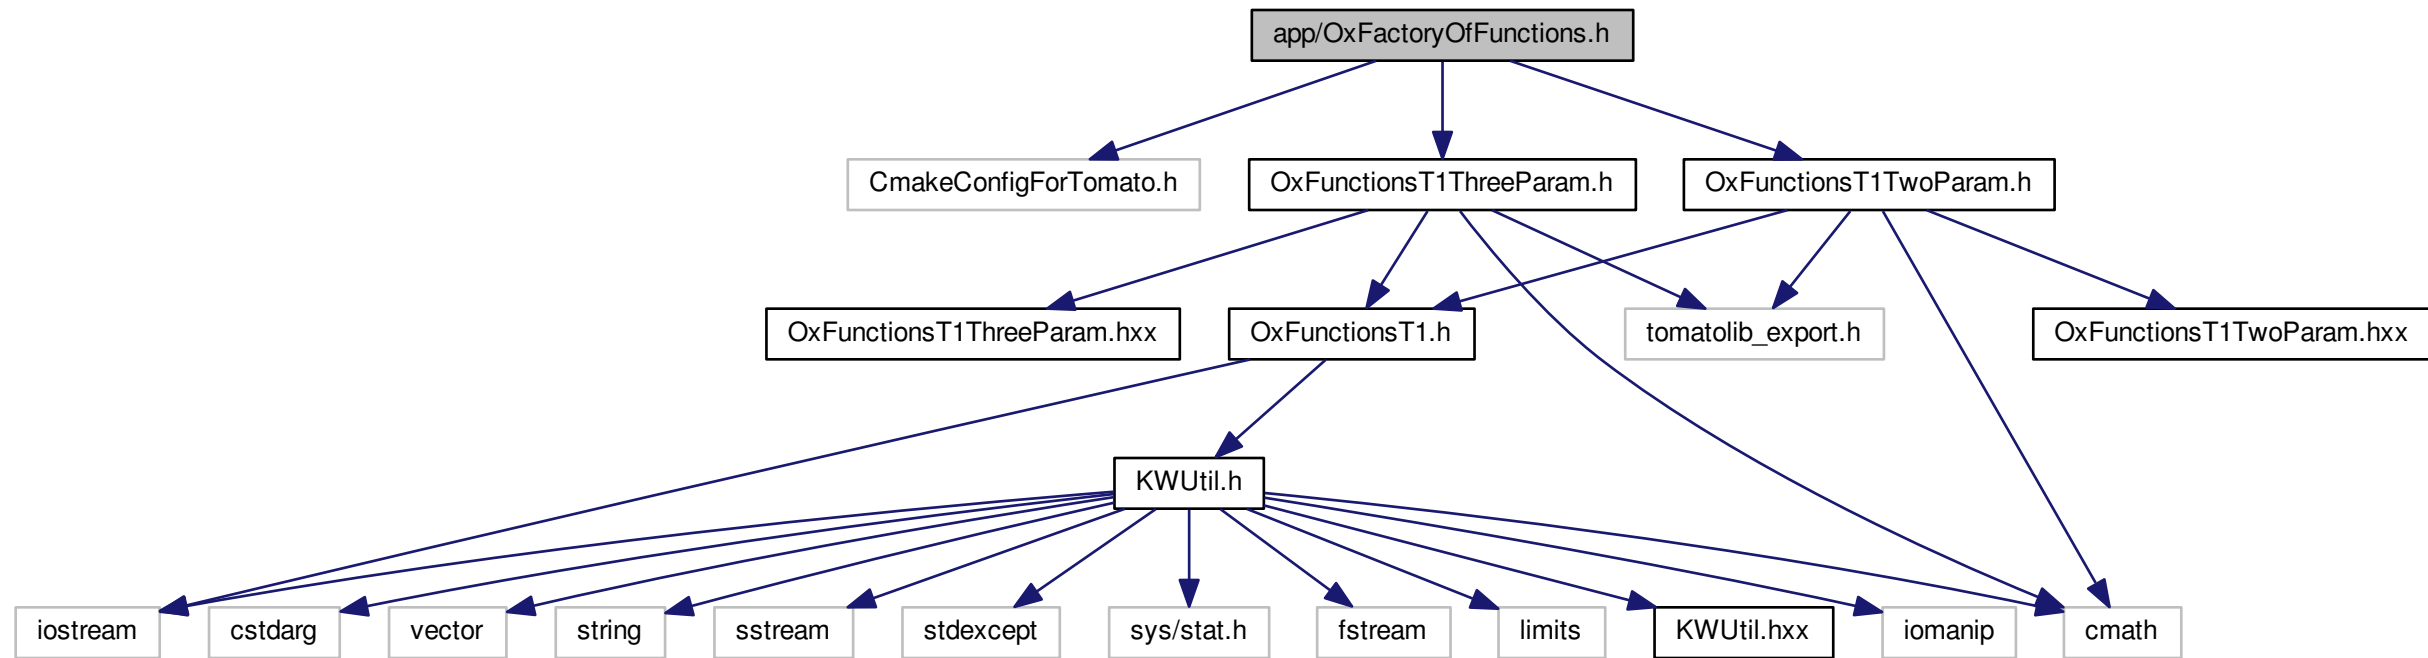 app/OxFactoryOfFunctions.h
CmakeConfigForTomato.h
OxFunctionsT1ThreeParam.h
OxFunctionsT1TwoParam.h
OxFunctionsT1ThreeParam.hxx
OxFunctionsT1.h
tomatolib_export.h
OxFunctionsT1TwoParam.hxx
KWUtil.h
iostream
cstdarg
vector
string
sstream
stdexcept
sys/stat.h
fstream
limits
KWUtil.hxx
iomanip
cmath